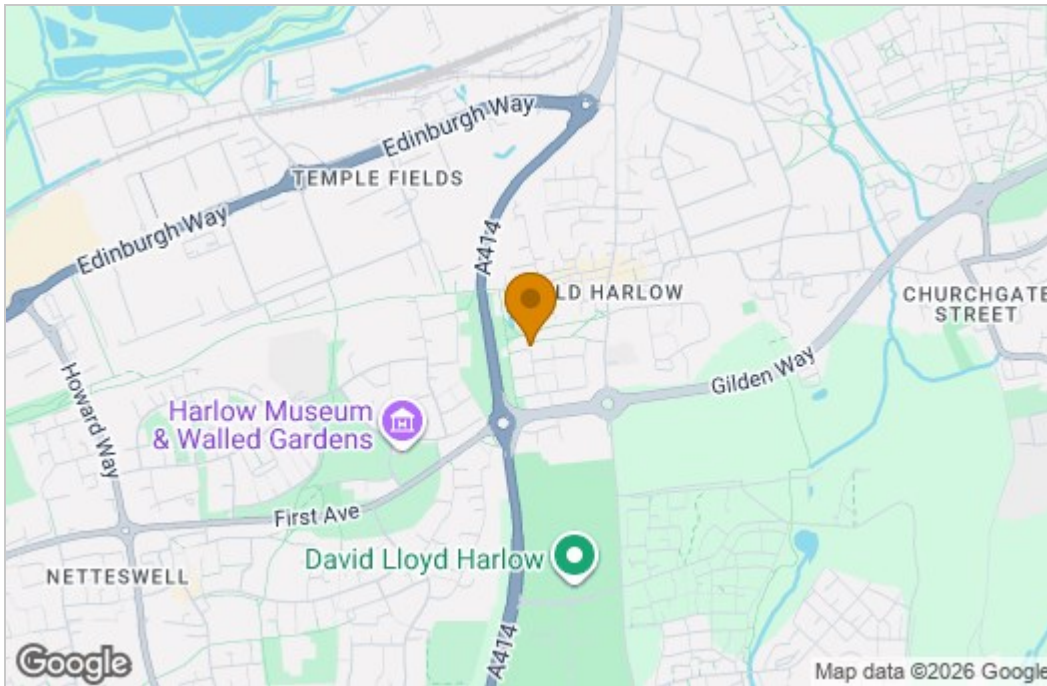 Edinburgh Way
TEMPLE FIELDS
Edinburgh Way
A414
LD HARLOW
CHURCHGATE
STREET
Howard Way
Gilden Way
Harlow Museum
& Walled Gardens
First Ave
David Lloyd Harlow
NETTESWELL
A414
Google
Map data ©2026 Google